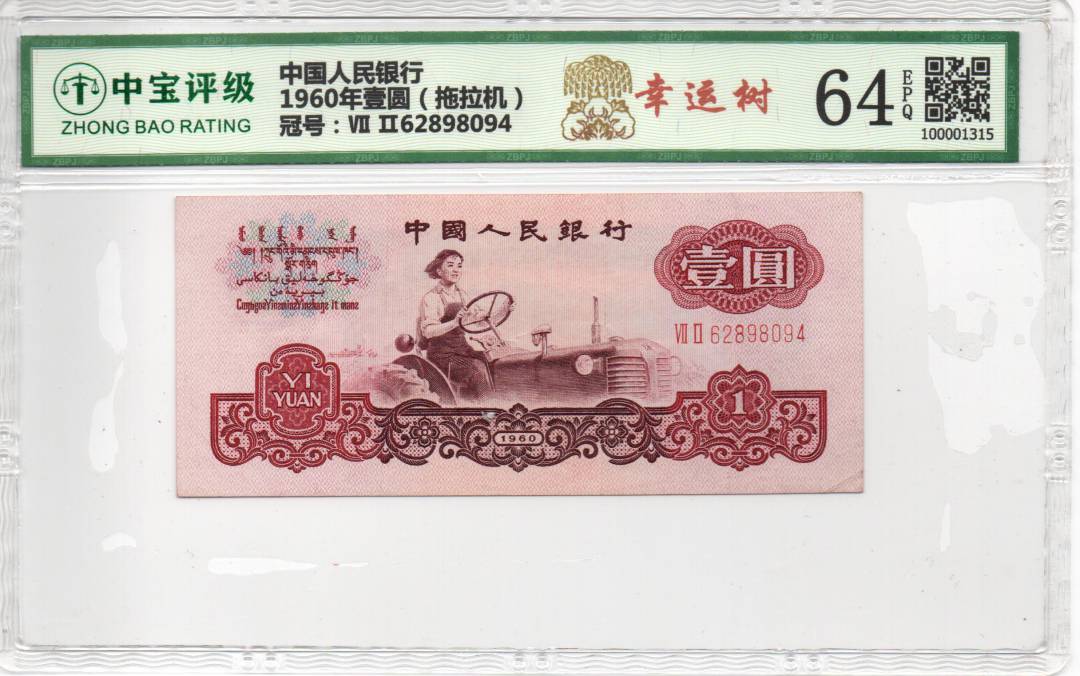 中宝评级
ZHONG BAO RATING
中国人民银行
1960年壹圆（拖拉机）
冠号：Ⅶ Ⅱ62898094
幸运树
64
EPQ
100001315
中國人民銀行
壹圓
Ⅶ Ⅱ 62898094
YI
YUAN
1
1960
ZBPJ